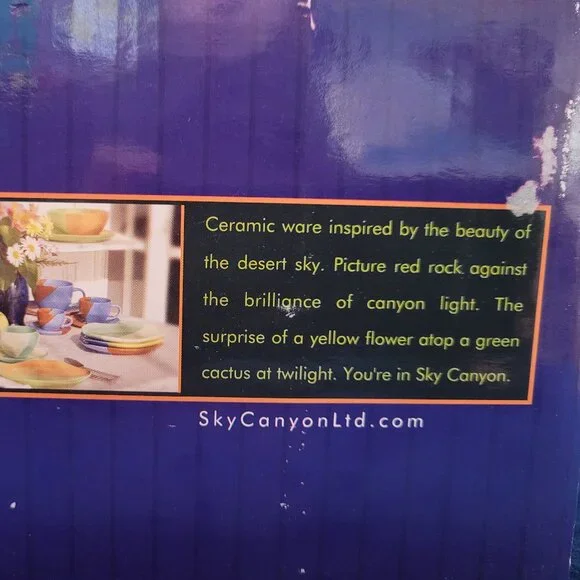 Ceramic ware inspired by the beauty of
the desert sky. Picture red rock against
the brilliance of canyon light. The
surprise of a yellow flower atop a green
cactus at twilight. You're in Sky Canyon.
SkyCanyonLtd.com